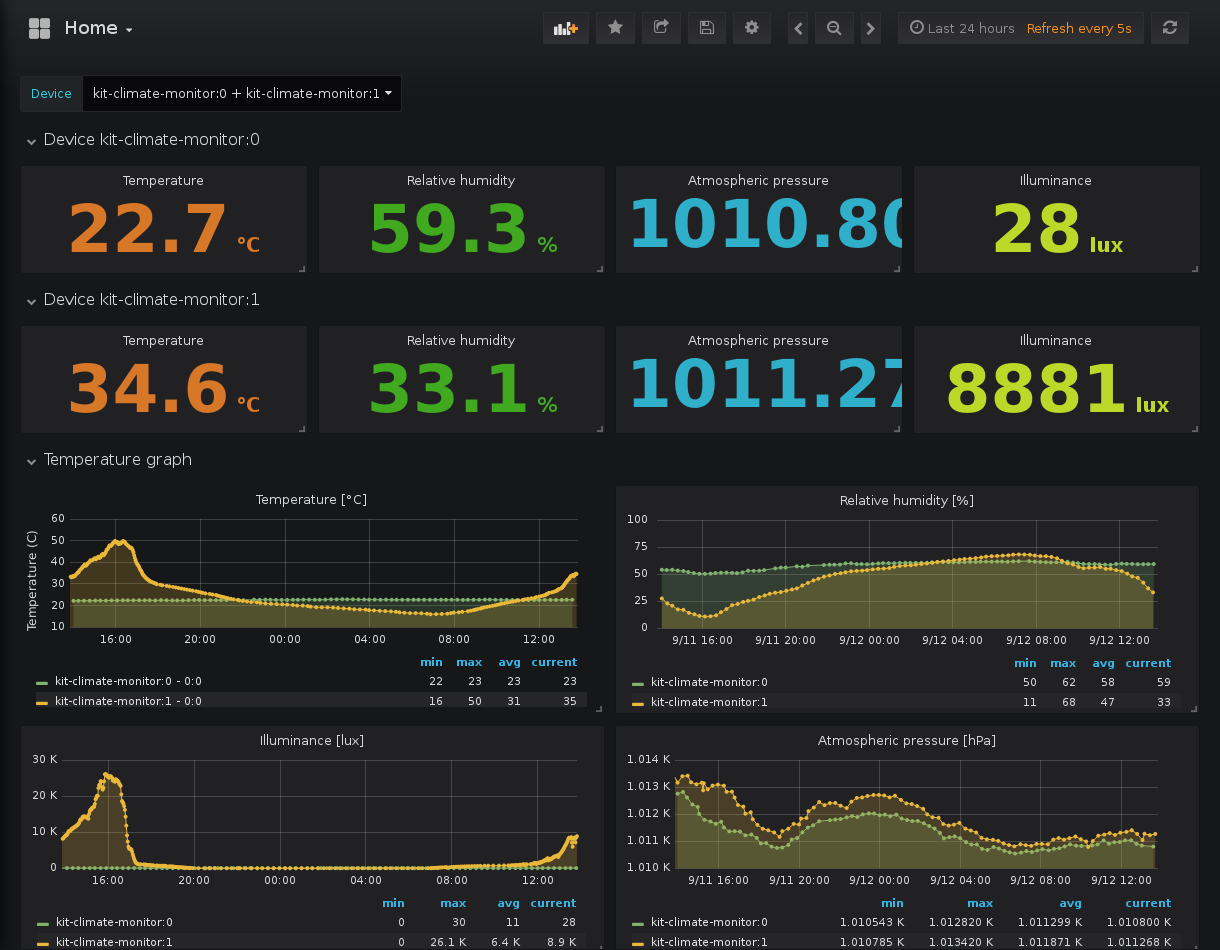 Home
Last 24 hours Refresh every 5s
Device kit-climate-monitor:0 + kit-climate-monitor:1
Device kit-climate-monitor:0
Temperature Relative humidity Atmospheric pressure Illuminance
22.7 °C 59.3 % 1010.80 28 lux
Device kit-climate-monitor:1
Temperature Relative humidity Atmospheric pressure Illuminance
34.6 °C 33.1 % 1011.27 8881 lux
Temperature graph
Temperature [°C]
Temperature (C)
60
50
40
30
20
10
16:00 20:00 00:00 04:00 08:00 12:00
min max avg current
kit-climate-monitor:0 - 0:0 22 23 23 23
kit-climate-monitor:1 - 0:0 16 50 31 35
Relative humidity [%]
100
75
50
25
0
9/11 16:00 9/11 20:00 9/12 00:00 9/12 04:00 9/12 08:00 9/12 12:00
min max avg current
kit-climate-monitor:0 50 62 58 59
kit-climate-monitor:1 11 68 47 33
Illuminance [lux]
30 K
20 K
10 K
0
16:00 20:00 00:00 04:00 08:00 12:00
min max avg current
kit-climate-monitor:0 0 30 11 28
kit-climate-monitor:1 0 26.1 K 6.4 K 8.9 K
Atmospheric pressure [hPa]
1.014 K
1.013 K
1.012 K
1.011 K
1.010 K
9/11 16:00 9/11 20:00 9/12 00:00 9/12 04:00 9/12 08:00 9/12 12:00
min max avg current
kit-climate-monitor:0 1.010543 K 1.012820 K 1.011299 K 1.010800 K
kit-climate-monitor:1 1.010785 K 1.013420 K 1.011871 K 1.011268 K